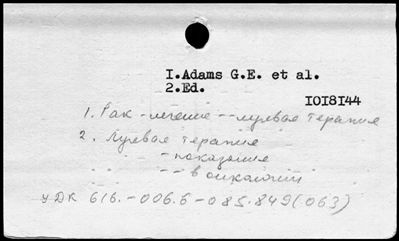 I.Adams G.E. et al.
2.Ed.
IOI8I44
1. Рак - лечение -- лучевая терапия
2. Лучевая терапия
- показания
-- в онкологии
УДК 616.-006.6-085.849(063)